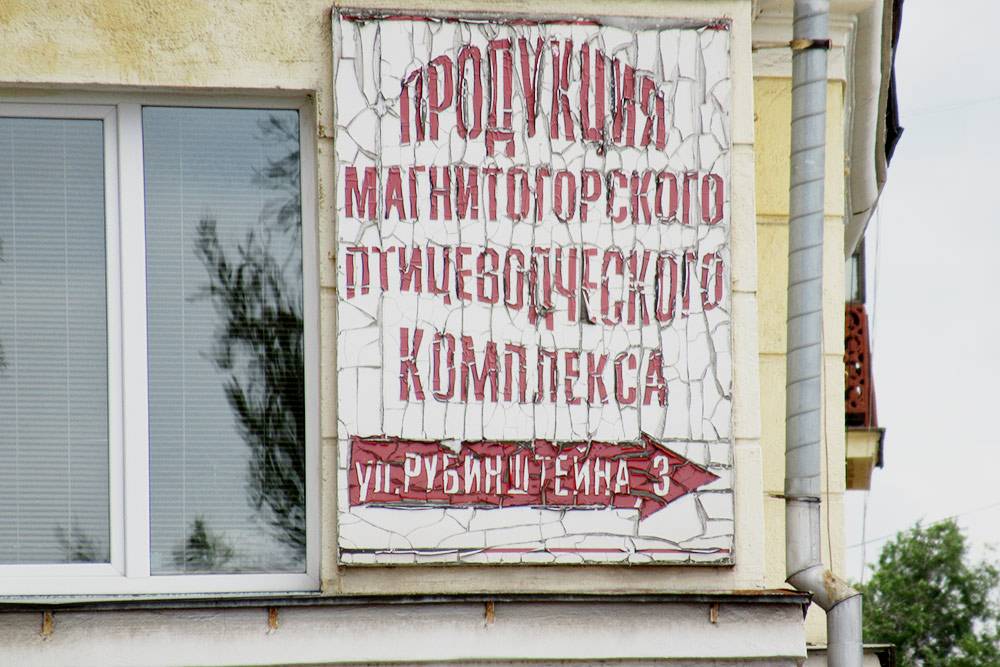 ПРОДУКЦИЯ
МАГНИТОГОРСКОГО
ПТИЦЕВОДЧЕСКОГО
КОМПЛЕКСА
ул. РУБИНШТЕЙНА 3